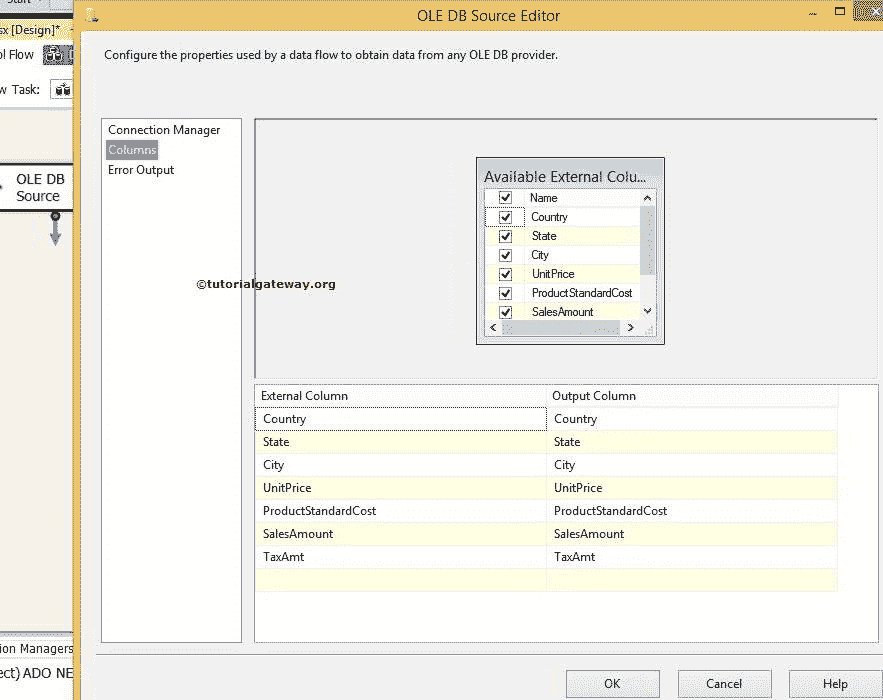 OLE DB Source Editor
sx [Design]*
Configure the properties used by a data flow to obtain data from any OLE DB provider.
ol Flow
w Task:
Connection Manager
Columns
Error Output
OLE DB
Source
Available External Colu...
Name
Country
State
City
UnitPrice
ProductStandardCost
SalesAmount
©tutorialgateway.org
External Column Output Column
Country Country
State State
City City
UnitPrice UnitPrice
ProductStandardCost ProductStandardCost
SalesAmount SalesAmount
TaxAmt TaxAmt
ion Managers
ect) ADO NE
OK Cancel Help